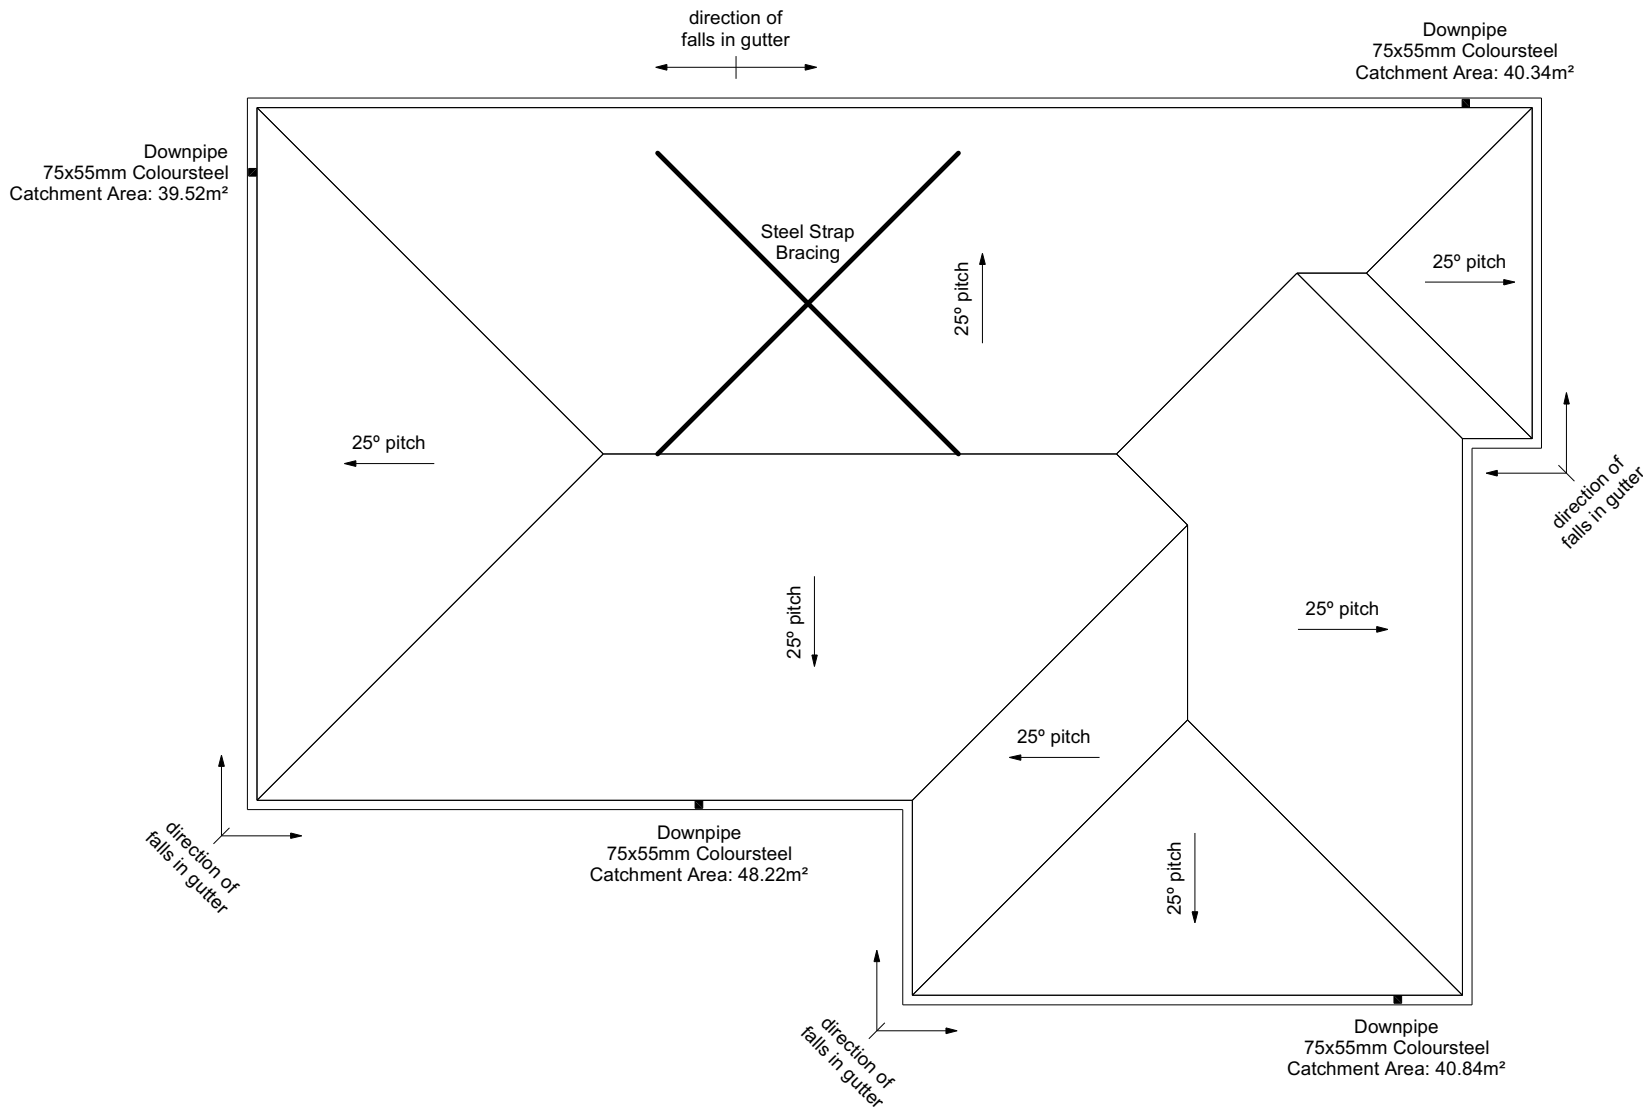 direction of
falls in gutter
Downpipe
75x55mm Coloursteel
Catchment Area: 40.34m²
Downpipe
75x55mm Coloursteel
Catchment Area: 39.52m²
Steel Strap
Bracing
25º pitch
25º pitch
25º pitch
direction of
falls in gutter
25º pitch
25º pitch
25º pitch
direction of
falls in gutter
Downpipe
75x55mm Coloursteel
Catchment Area: 48.22m²
25º pitch
direction of
falls in gutter
Downpipe
75x55mm Coloursteel
Catchment Area: 40.84m²